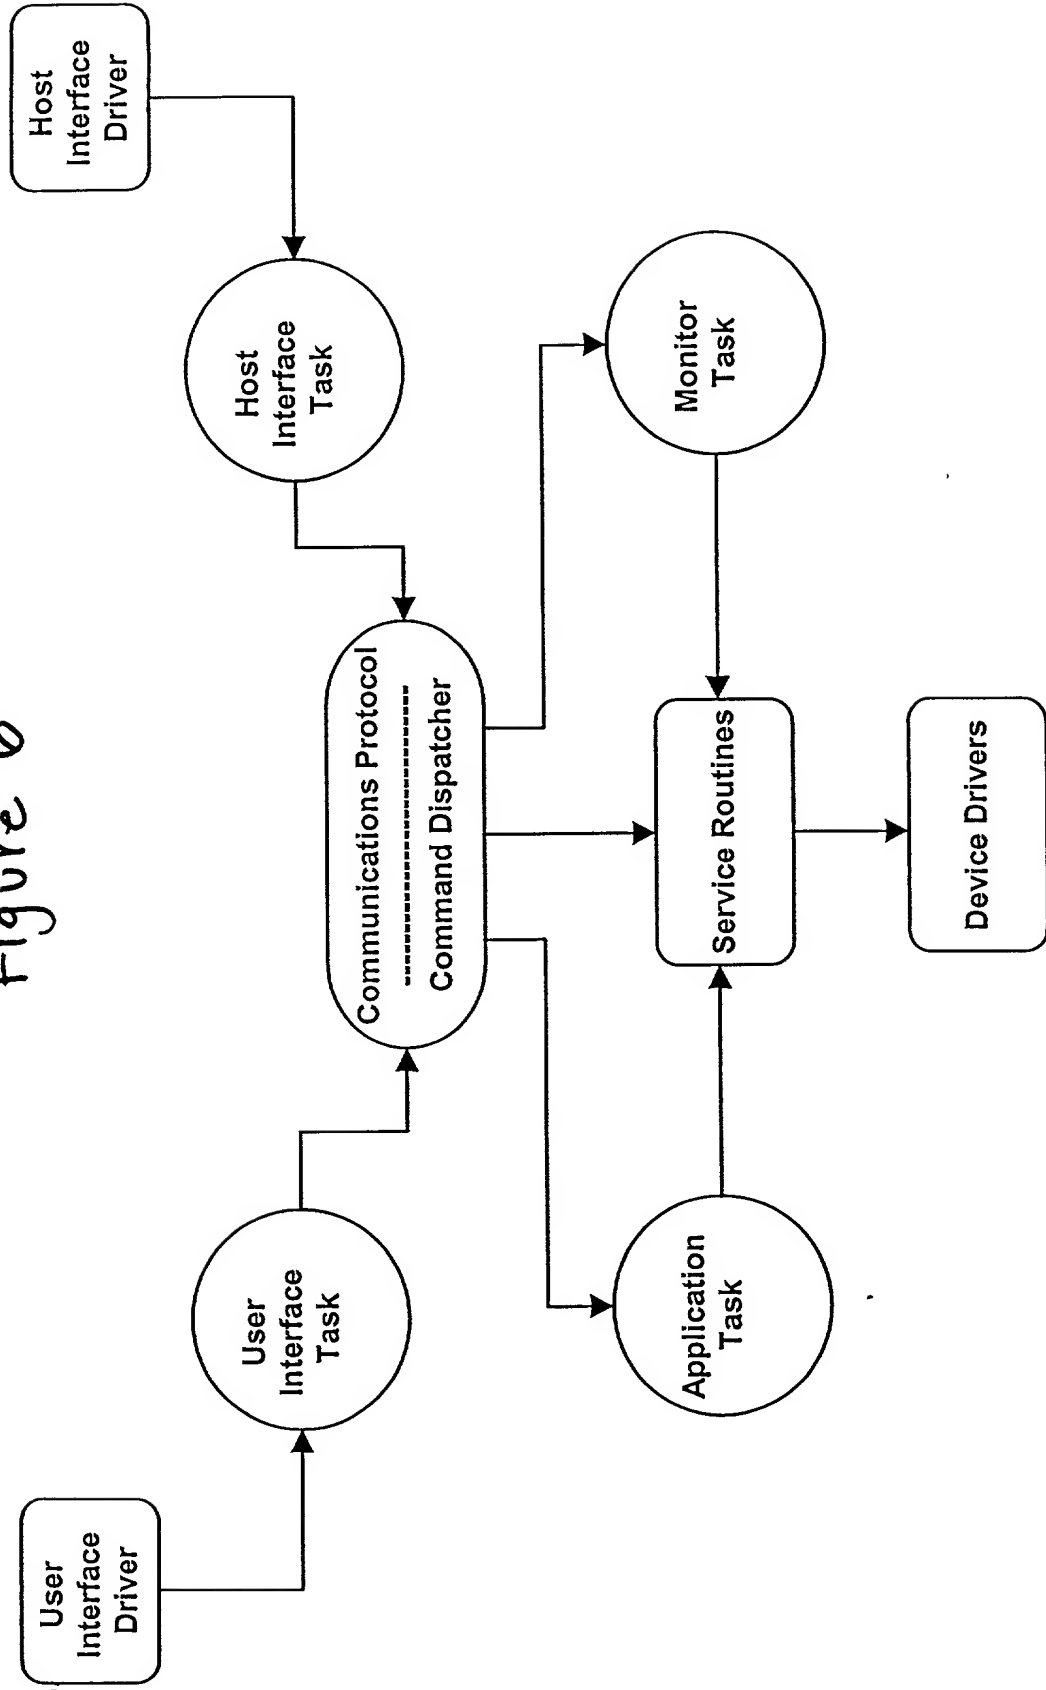 Figure 6
User
Interface
Driver
Host
Interface
Driver
User
Interface
Task
Host
Interface
Task
Communications Protocol
Command Dispatcher
Application
Task
Service Routines
Monitor
Task
Device Drivers